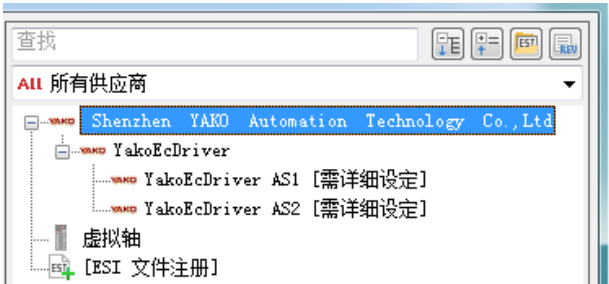 查找
ESI
REV
ALL 所有供应商
YAKO Shenzhen YAKO Automation Technology Co.,Ltd
YAKO YakoEcDriver
YAKO YakoEcDriver AS1 [需详细设定]
YAKO YakoEcDriver AS2 [需详细设定]
虚拟轴
ESI [ESI 文件注册]